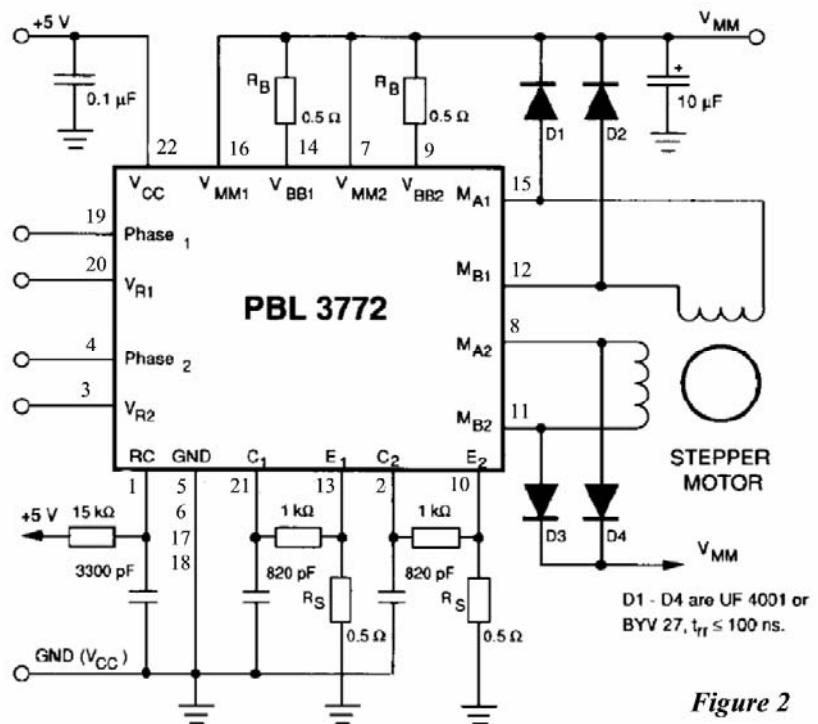 +5 V
V_MM
0.1 µF
R_B
0.5 Ω
R_B
0.5 Ω
D1
D2
+
10 µF
22
16
14
7
9
V_CC
V_MM1
V_BB1
V_MM2
V_BB2
M_A1
15
19
Phase 1
20
V_R1
M_B1
12
PBL 3772
4
Phase 2
M_A2
8
3
V_R2
M_B2
11
RC
GND
C1
E1
C2
E2
STEPPER
MOTOR
1
5
21
13
2
10
6
17
18
+5 V
15 kΩ
1 kΩ
1 kΩ
D3
D4
V_MM
3300 pF
820 pF
820 pF
R_S
R_S
0.5 Ω
0.5 Ω
D1 - D4 are UF 4001 or
BYV 27, t_rr ≤ 100 ns.
GND (V_CC)
Figure 2